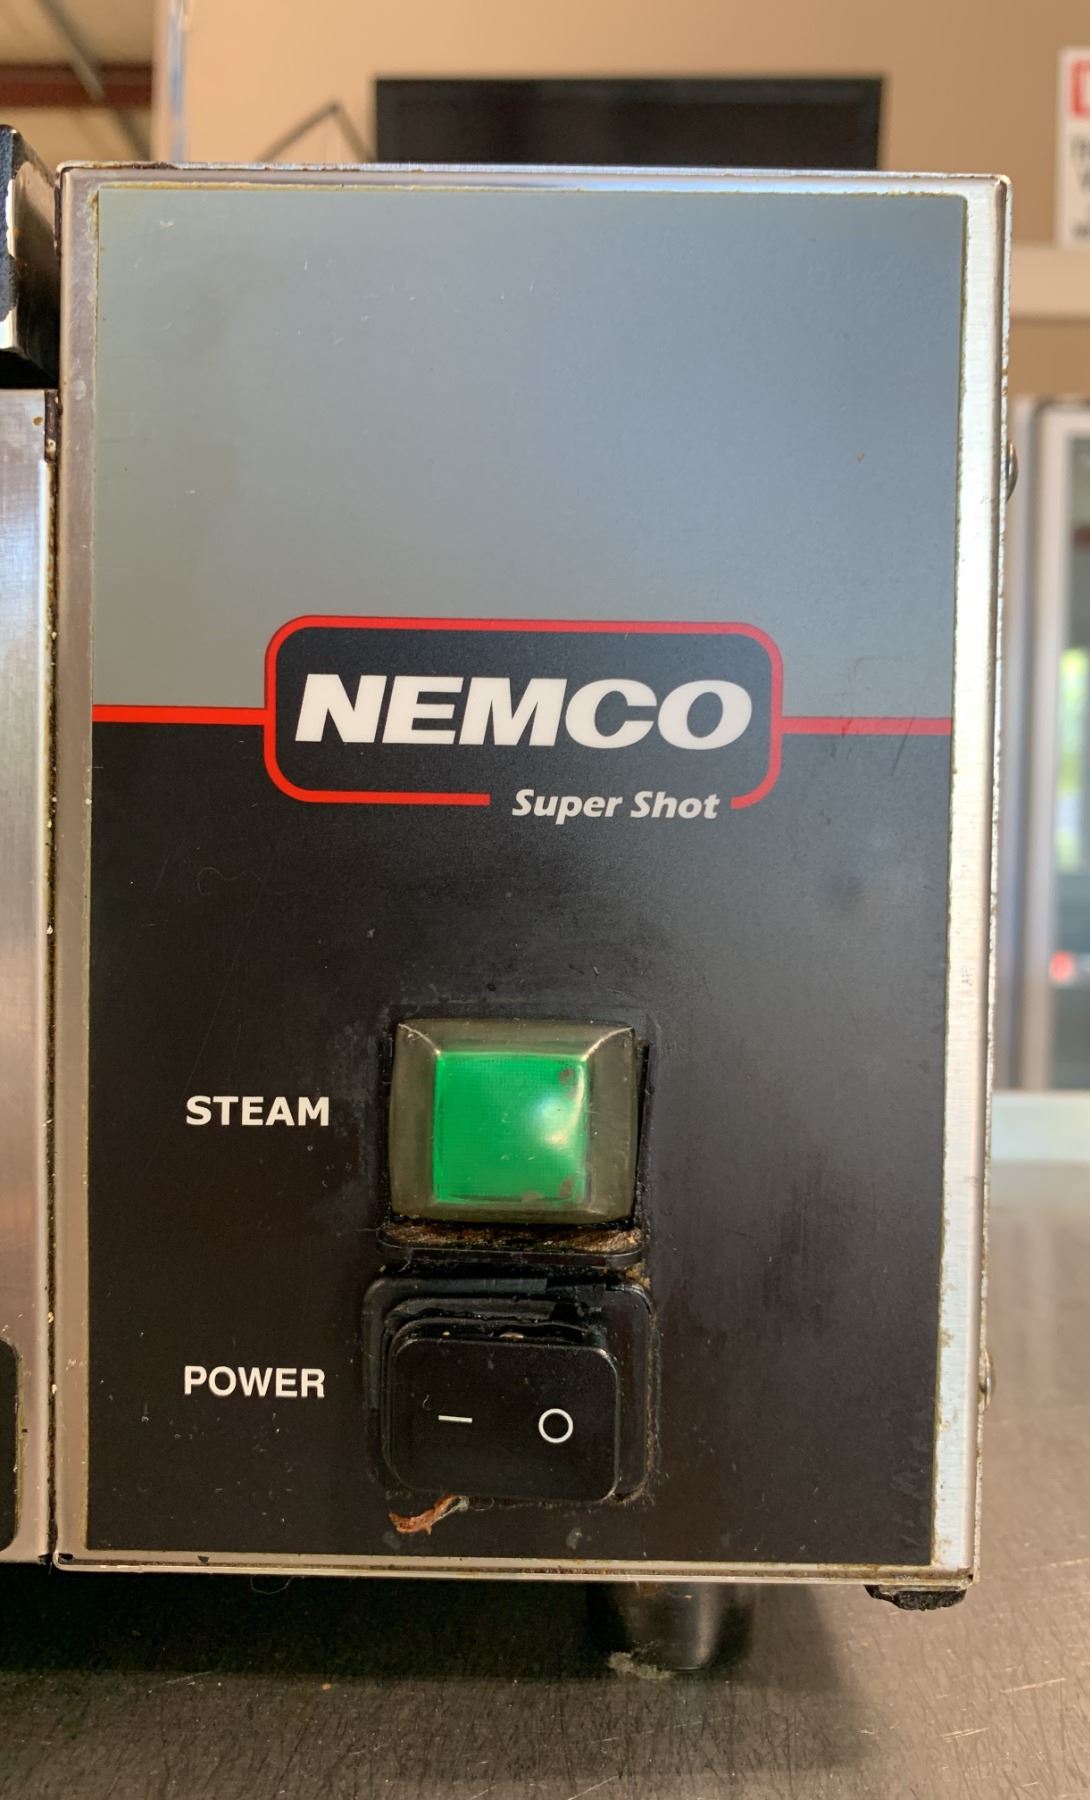 NEMCO
Super Shot
STEAM
POWER
— O